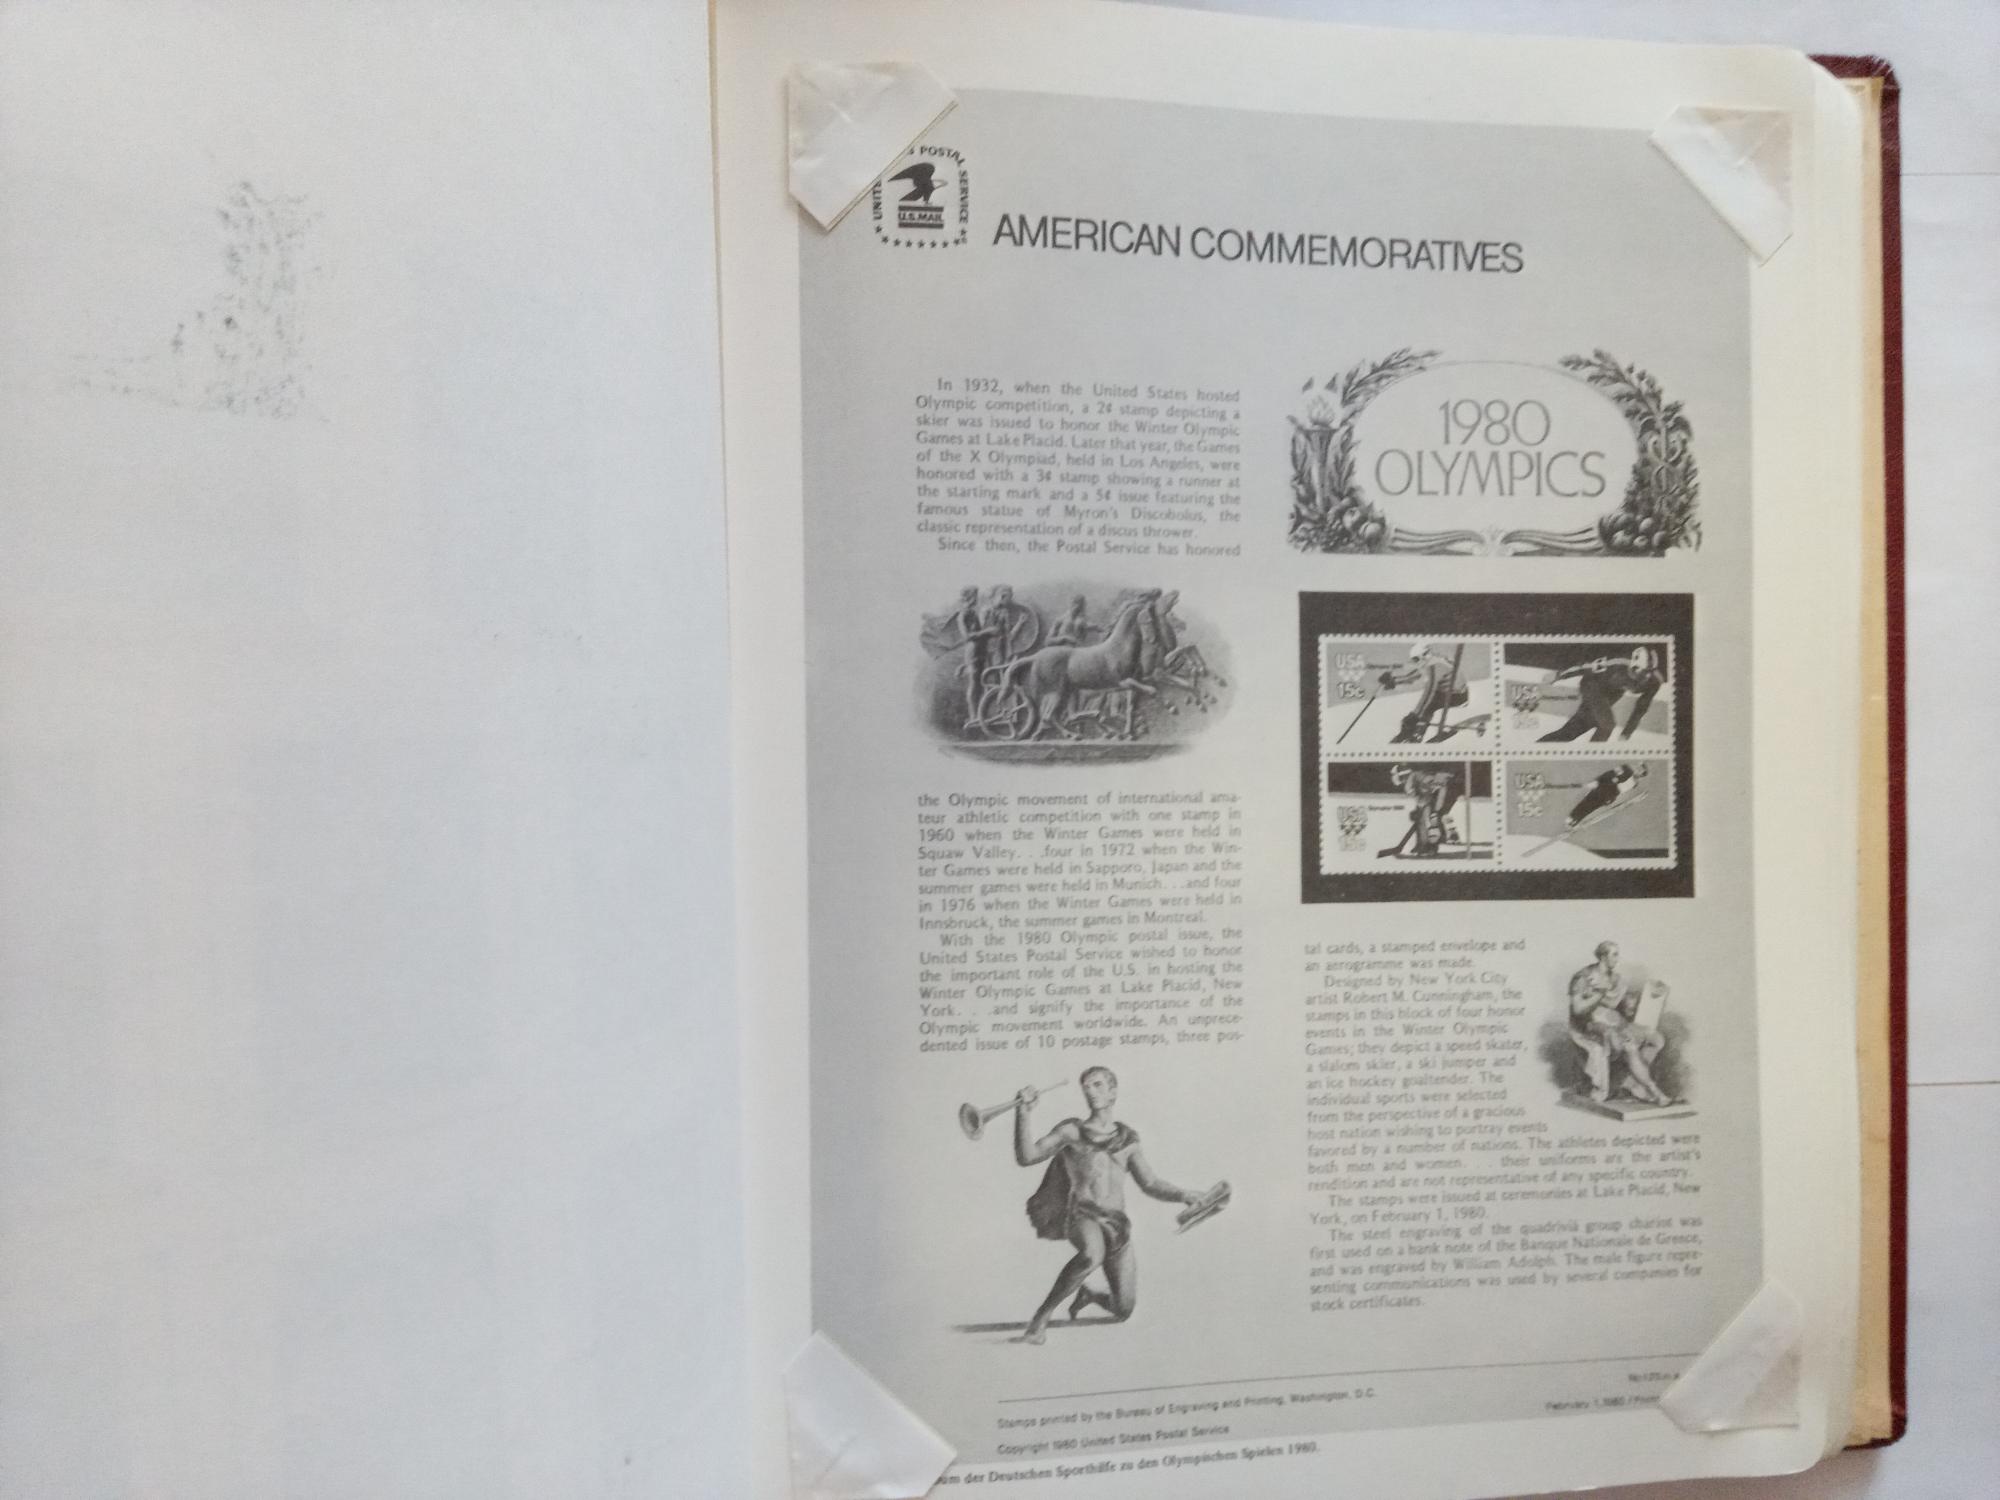 POSTAL SERVICE
U.S.MAIL
AMERICAN COMMEMORATIVES
In 1932, when the United States hosted
Olympic competition, a 2¢ stamp depicting a
skier was issued to honor the Winter Olympic
Games at Lake Placid. Later that year, the Games
of the X Olympiad, held in Los Angeles, were
honored with a 3¢ stamp showing a runner at
the starting mark and a 5¢ issue featuring the
famous statue of Myron's Discobolus, the
classic representation of a discus thrower.
Since then, the Postal Service has honored
the Olympic movement of international ama-
teur athletic competition with one stamp in
1960 when the Winter Games were held in
Squaw Valley. . .four in 1972 when the Win-
ter Games were held in Sapporo, Japan and the
summer games were held in Munich. . .and four
in 1976 when the Winter Games were held in
Innsbruck, the summer games in Montreal.
With the 1980 Olympic postal issue, the
United States Postal Service wished to honor
the important role of the U.S. in hosting the
Winter Olympic Games at Lake Placid, New
York. . .and signify the importance of the
Olympic movement worldwide. An unprece-
dented issue of 10 postage stamps, three pos-
1980
OLYMPICS
USA
15c
USA
15c
USA
15c
USA
15c
tal cards, a stamped envelope and
an aerogramme was made.
Designed by New York City
artist Robert M. Cunningham, the
stamps in this block of four honor
events in the Winter Olympic
Games; they depict a speed skater,
a slalom skier, a ski jumper and
an ice hockey goaltender. The
individual sports were selected
from the perspective of a gracious
host nation wishing to portray events
favored by a number of nations. The athletes depicted were
both men and women. . . their uniforms are the artist's
rendition and are not representative of any specific country.
The stamps were issued at ceremonies at Lake Placid, New
York, on February 1, 1980.
The steel engraving of the quadrivia group chariot was
first used on a bank note of the Banque Nationale de Greece,
and was engraved by William Adolph. The male figure repre-
senting communications was used by several companies for
stock certificates.
Stamps printed by the Bureau of Engraving and Printing, Washington, D.C.
Copyright 1980 United States Postal Service
February 1, 1980
der Deutschen Sporthilfe zu den Olympischen Spielen 1980.